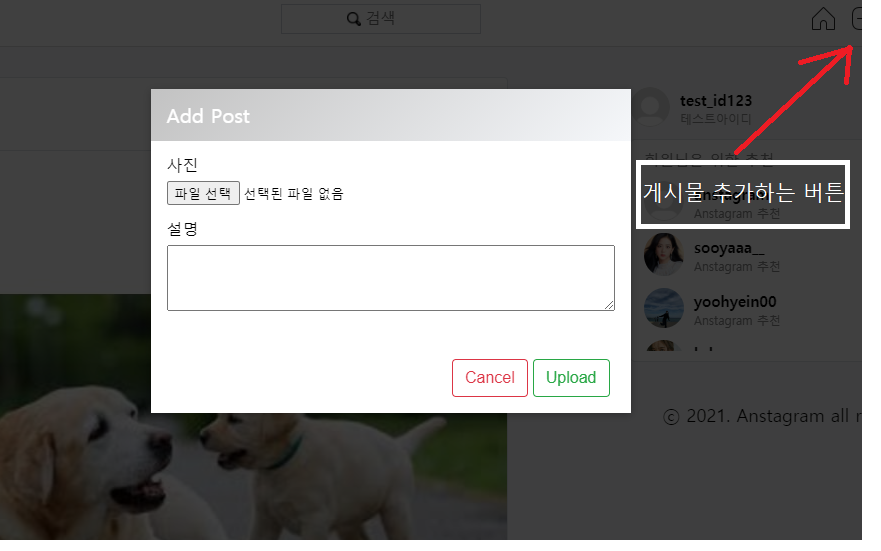 검색
test_id123
테스트아이디
Add Post
회원님을 위한 추천
사진
파일 선택 선택된 파일 없음
게시물 추가하는 버튼
Anstagram 추천
설명
sooyaaa__
Anstagram 추천
yoohyein00
Anstagram 추천
Cancel Upload
ⓒ 2021. Anstagram all